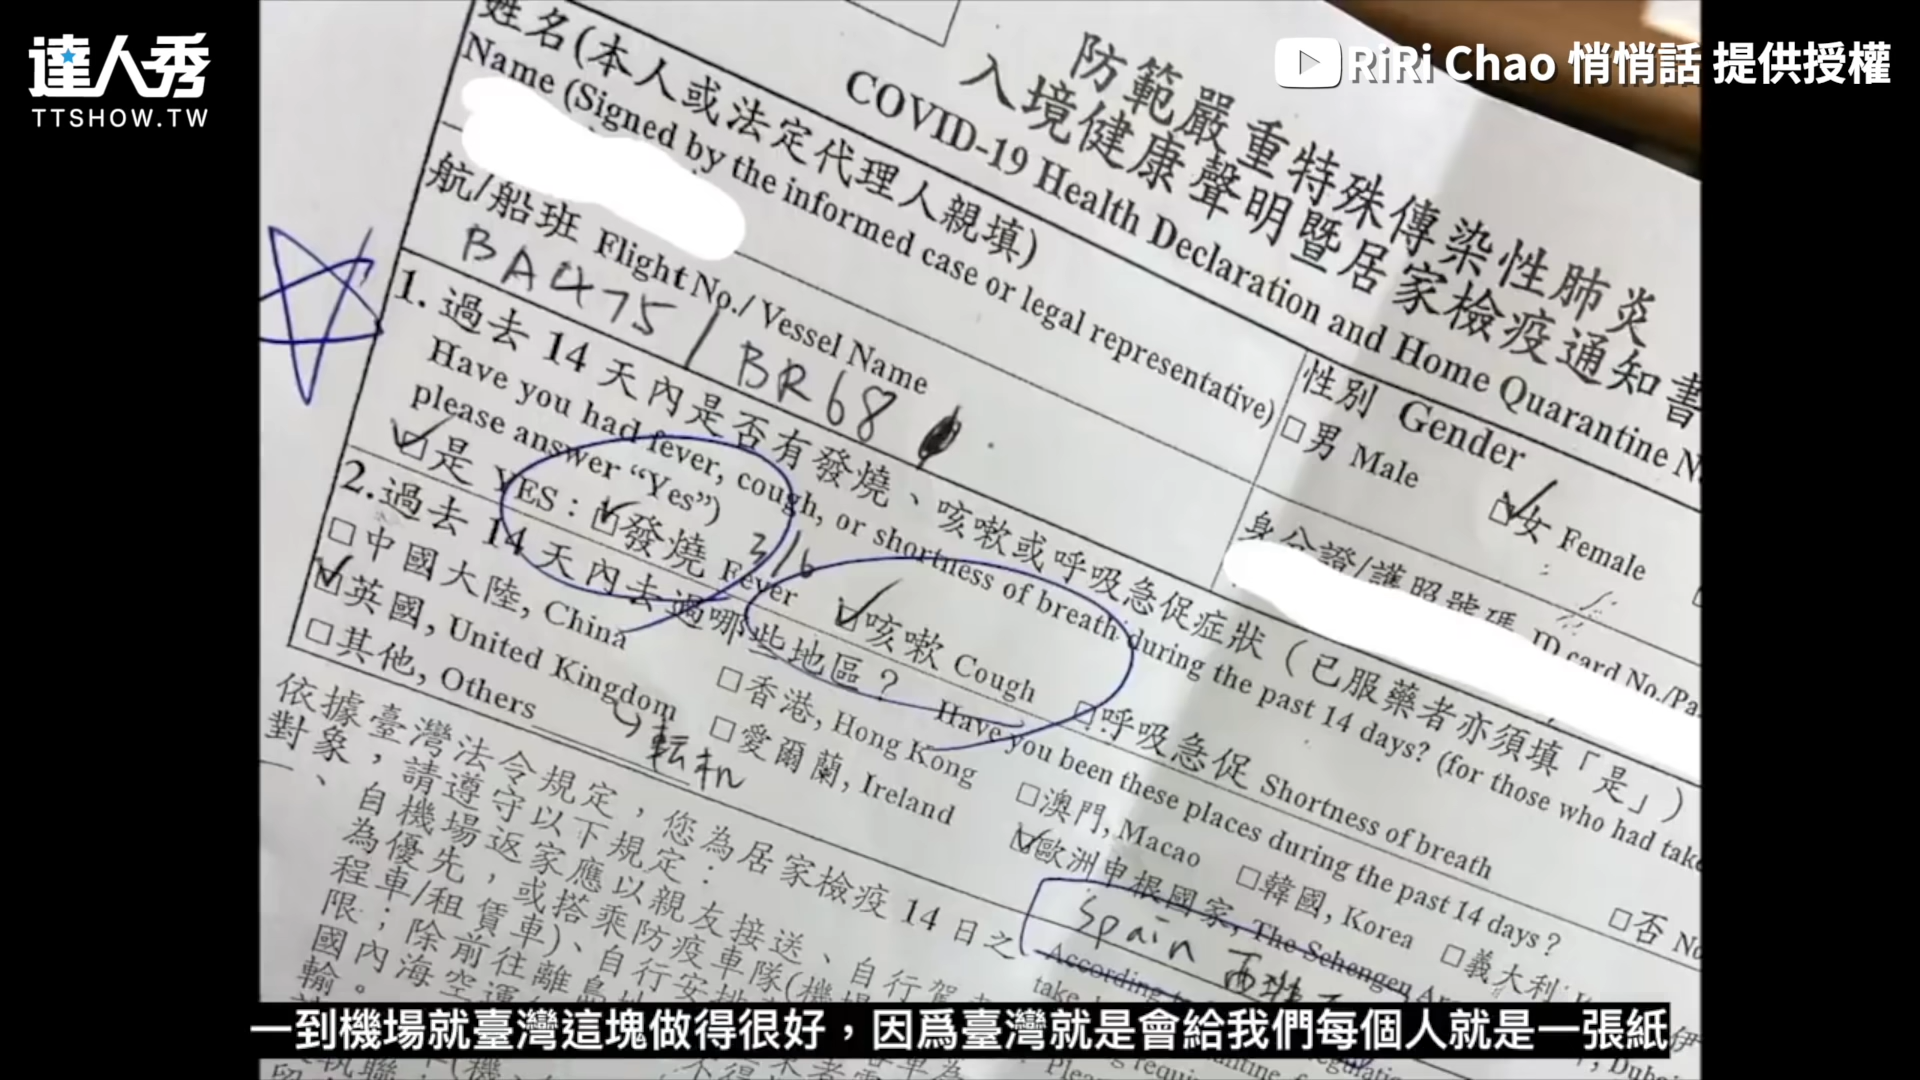 達人秀
TTSHOW.TW
RiRi Chao 悄悄話 提供授權
防範嚴重特殊傳染性肺炎
入境健康聲明暨居家檢疫通知書
COVID-19 Health Declaration and Home Quarantine
姓名(本人或法定代理人親填)
Name (Signed by the informed case or legal representative)
性別 Gender
□男 Male
□女 Female
航/船班 Flight No./ Vessel Name
BA475 / BR68
身分證/護照號碼 ID card No./Pa
1. 過去 14 天內是否有發燒、咳嗽或呼吸急促症狀（已服藥者亦須填「是」）
Have you had fever, cough, or shortness of breath during the past 14 days? (for those who had take
please answer “Yes”)
□是 YES : □發燒 Fever 3/6 □咳嗽 Cough □呼吸急促 Shortness of breath □否 No
2.過去 14 天內去過哪些地區？ Have you been these places during the past 14 days?
□中國大陸, China □香港, Hong Kong □澳門, Macao □韓國, Korea □義大利
□英國, United Kingdom □愛爾蘭, Ireland □歐洲申根國家, The Schengen
→転机
Spain 西班
□其他, Others
依據臺灣法令規定，您為居家檢疫 14 日之
According
對象，請遵守以下規定：
take
一、自機場返家應以親友接送、自行駕
為優先，或搭乘防疫車隊(機場
程車/租賃車)、自行安排
限；除前往離島地
國內海空運
輸。
一到機場就臺灣這塊做得很好，因為臺灣就是會給我們每個人就是一張紙